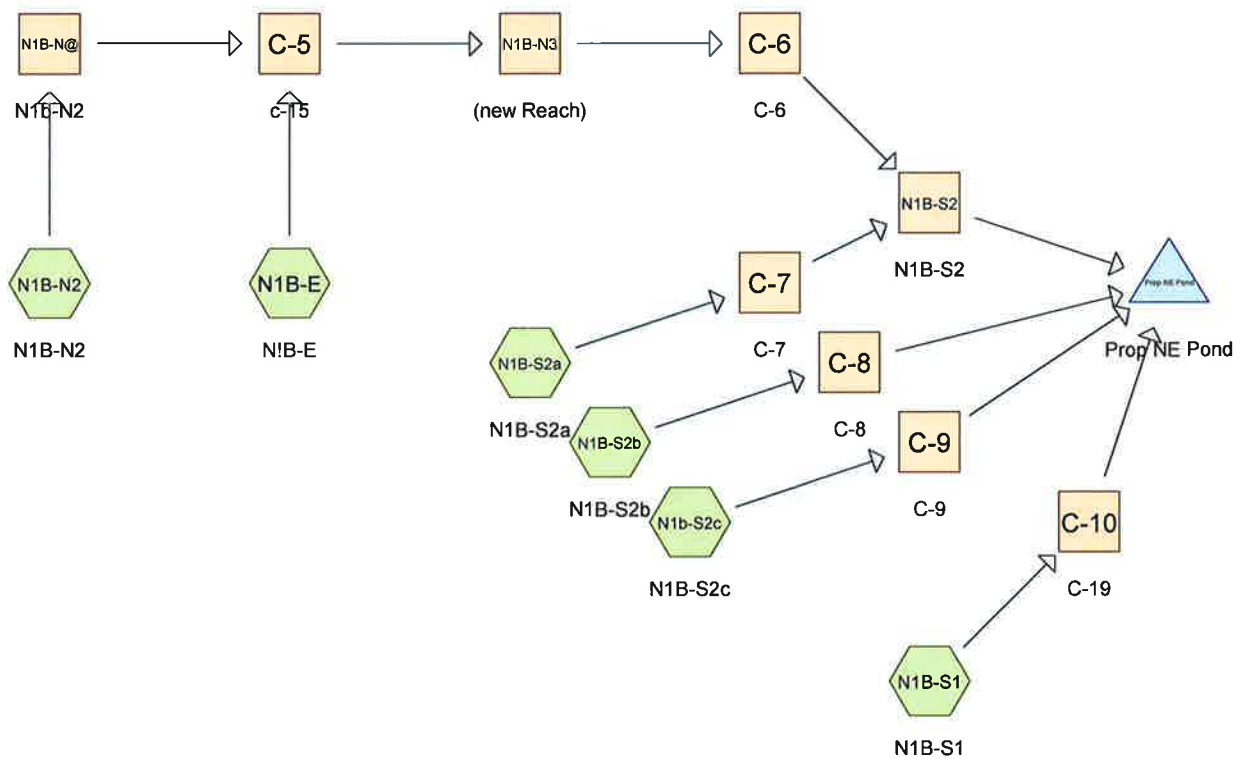 N1B-N@
C-5
N1B-N3
C-6
N1b-N2
c-15
(new Reach)
C-6
N1B-S2
N1B-S2
N1B-N2
N1B-E
C-7
Prop NE Pond
N1B-N2
N!B-E
C-7
Prop NE Pond
N1B-S2a
C-8
N1B-S2a
C-8
N1B-S2b
C-9
N1B-S2b
C-9
N1b-S2c
C-10
N1B-S2c
C-19
N1B-S1
N1B-S1